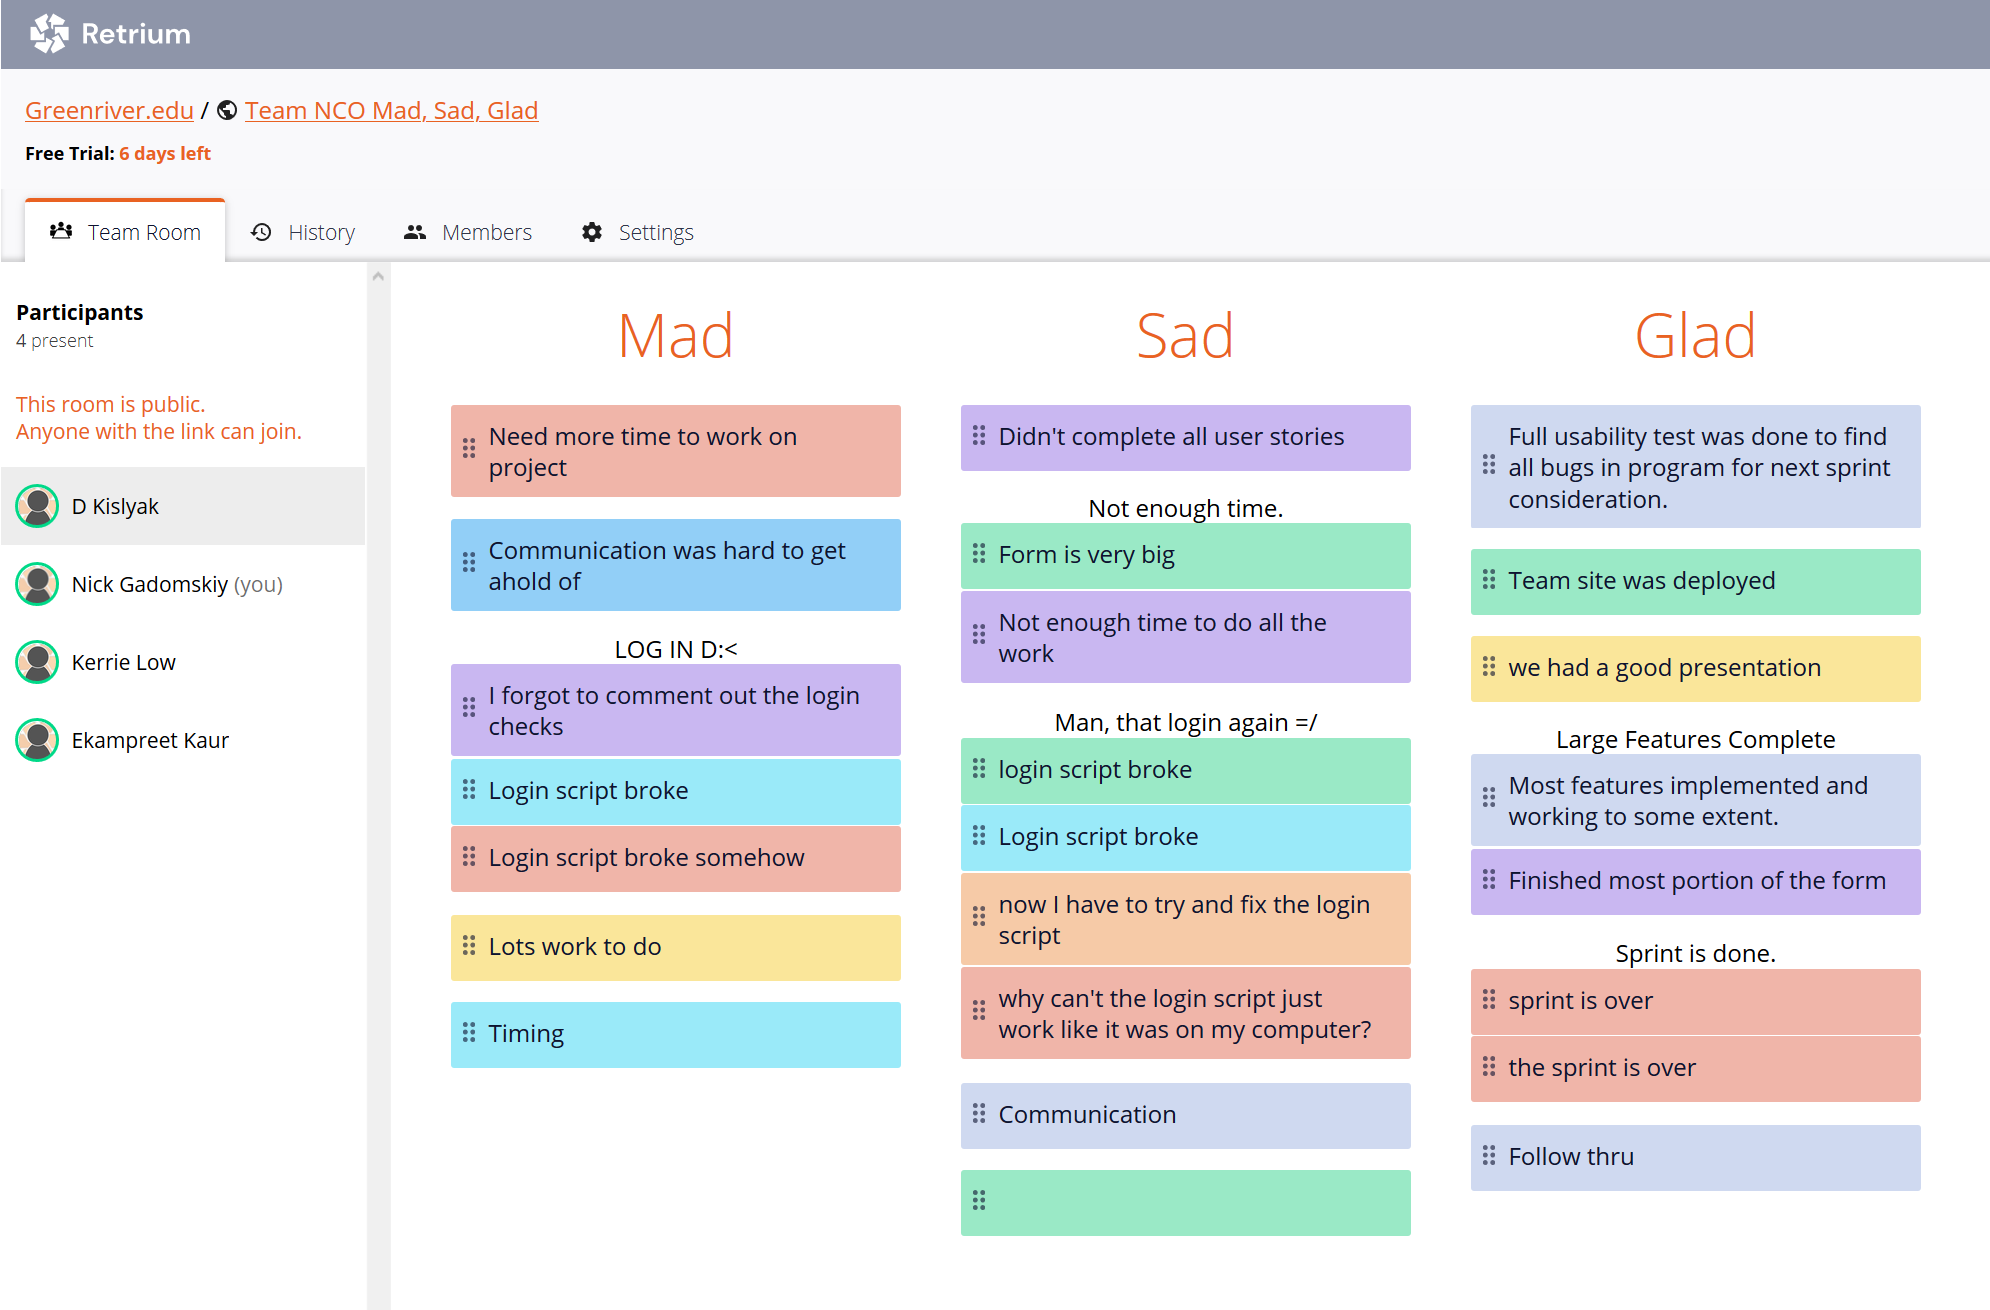 Retrium
Greenriver.edu / Team NCO Mad, Sad, Glad
Free Trial: 6 days left
Team Room
History
Members
Settings
Participants
4 present
This room is public.
Anyone with the link can join.
D Kislyak
Nick Gadomskiy (you)
Kerrie Low
Ekampreet Kaur
Mad
Need more time to work on
project
Communication was hard to get
ahold of
LOG IN D:<
I forgot to comment out the login
checks
Login script broke
Login script broke somehow
Lots work to do
Timing
Sad
Didn't complete all user stories
Not enough time.
Form is very big
Not enough time to do all the
work
Man, that login again =/
login script broke
Login script broke
now I have to try and fix the login
script
why can't the login script just
work like it was on my computer?
Communication
Glad
Full usability test was done to find
all bugs in program for next sprint
consideration.
Team site was deployed
we had a good presentation
Large Features Complete
Most features implemented and
working to some extent.
Finished most portion of the form
Sprint is done.
sprint is over
the sprint is over
Follow thru